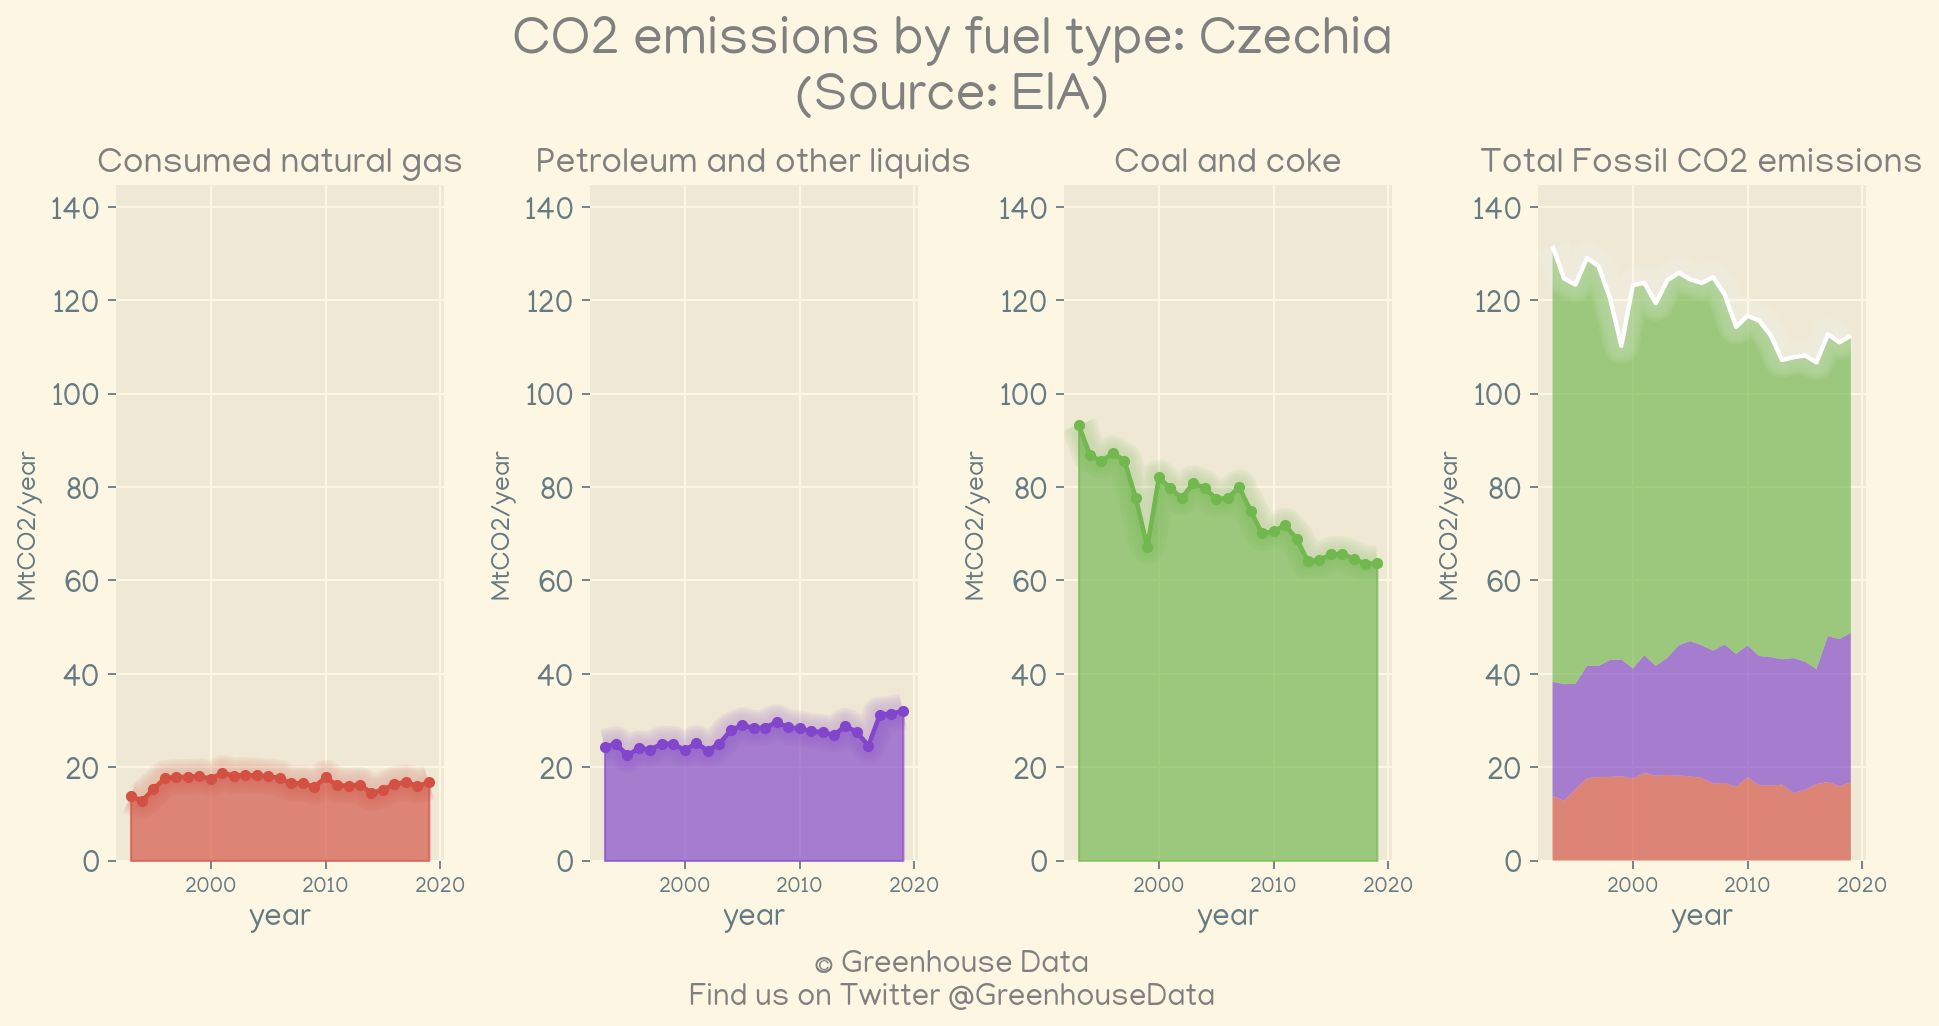 CO2 emissions by fuel type: Czechia
(Source: EIA)
Consumed natural gas
Petroleum and other liquids
Coal and coke
Total Fossil CO2 emissions
140
120
100
80
60
40
20
0
MtCO2/year
2000 2010 2020
year
140
120
100
80
60
40
20
0
MtCO2/year
2000 2010 2020
year
140
120
100
80
60
40
20
0
MtCO2/year
2000 2010 2020
year
140
120
100
80
60
40
20
0
MtCO2/year
2000 2010 2020
year
© Greenhouse Data
Find us on Twitter @GreenhouseData